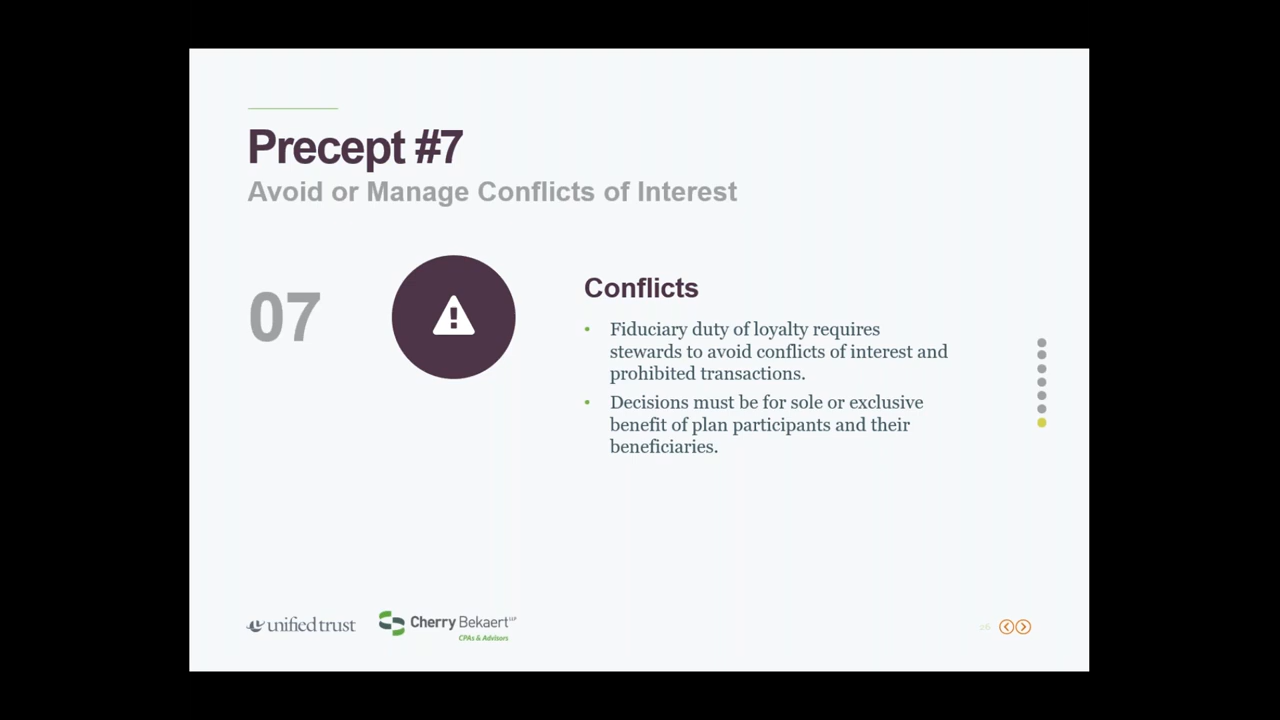 Precept #7
Avoid or Manage Conflicts of Interest
07
Conflicts
• Fiduciary duty of loyalty requires
stewards to avoid conflicts of interest and
prohibited transactions.
• Decisions must be for sole or exclusive
benefit of plan participants and their
beneficiaries.
unified trust
Cherry Bekaert LLP
CPAs & Advisors
26